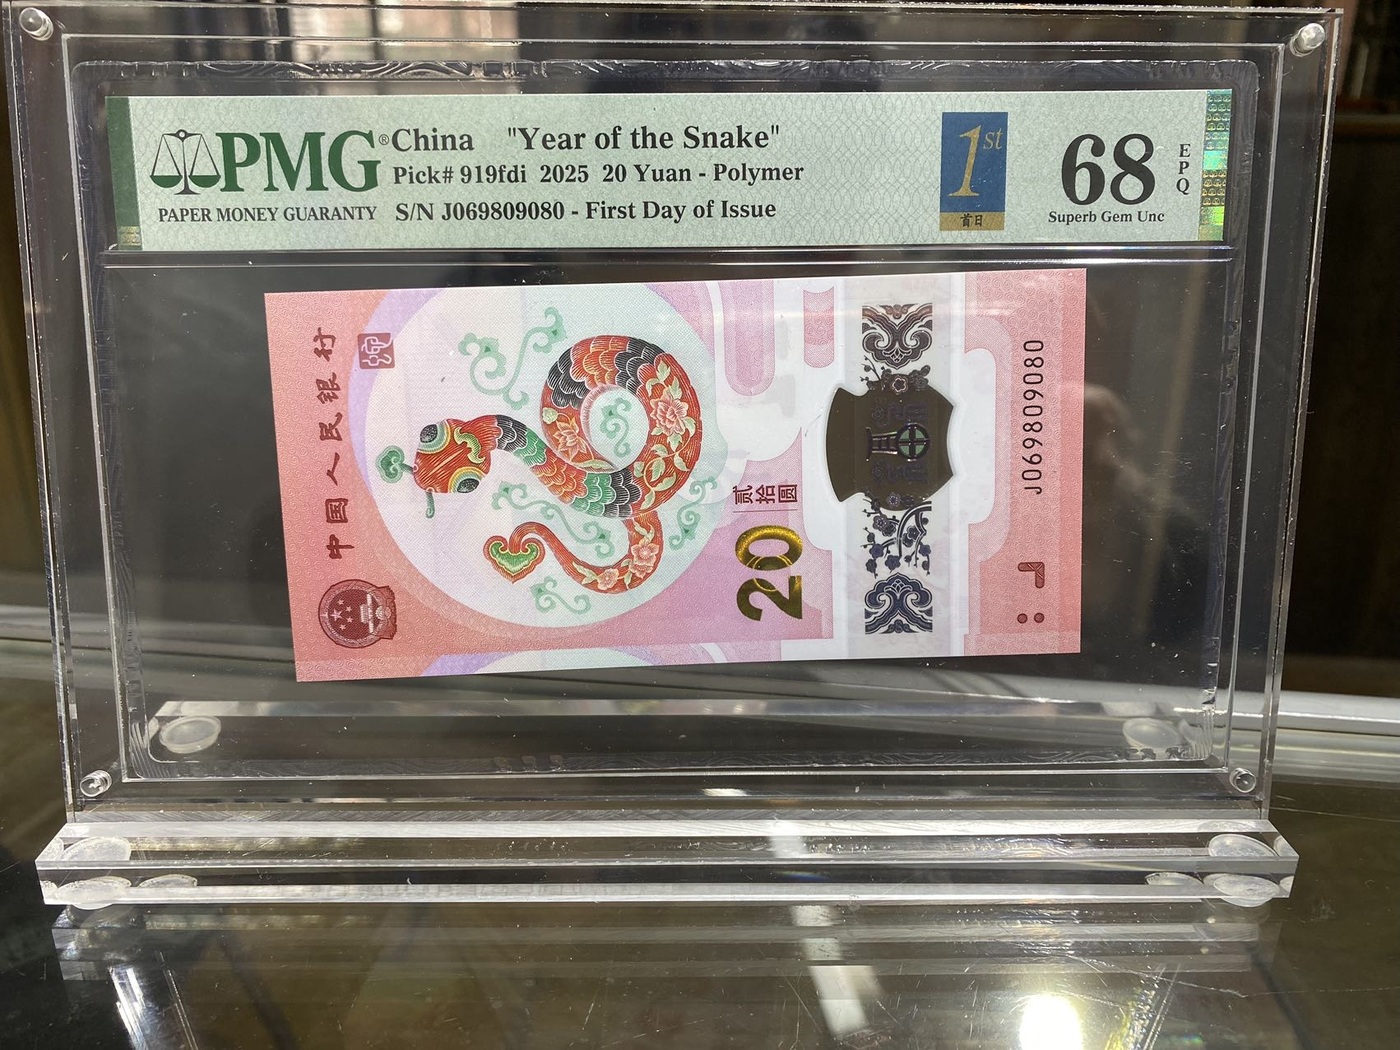 PMG® China "Year of the Snake"
Pick# 919fdi 2025 20 Yuan - Polymer
PAPER MONEY GUARANTY S/N J069809080 - First Day of Issue
1st
首日
68
Superb Gem Unc
EPQ
中国人民银行
贰拾圆
20
J069809080